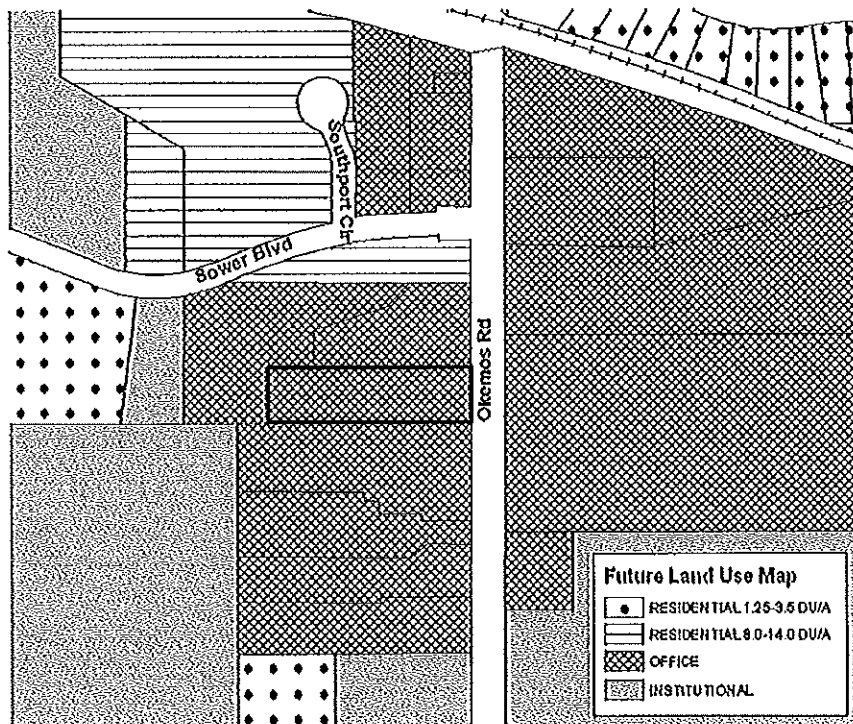 Southport Ct
Bower Blvd
Okemos Rd
Future Land Use Map
RESIDENTIAL 1.25-3.5 DU/A
RESIDENTIAL 8.0-14.0 DU/A
OFFICE
INSTITUTIONAL